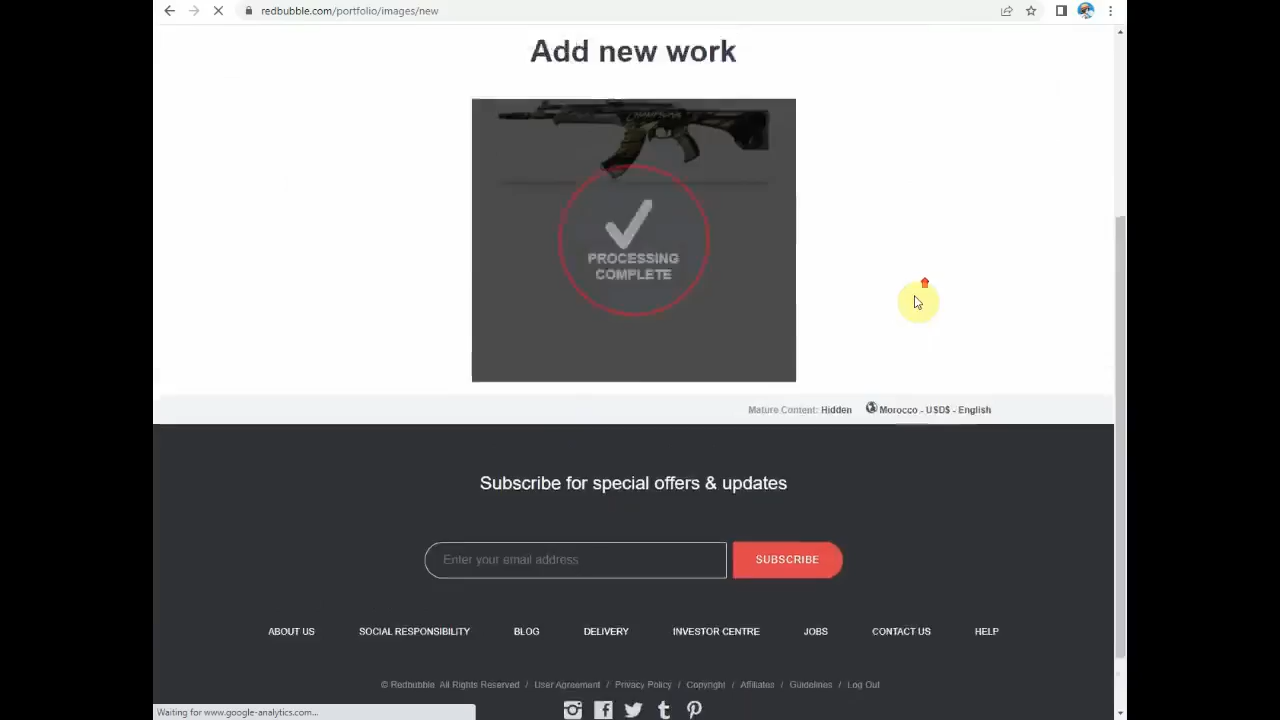 redbubble.com/portfolio/images/new
Add new work
PROCESSING
COMPLETE
Mature Content: Hidden
Morocco - USD$ - English
Subscribe for special offers & updates
Enter your email address
SUBSCRIBE
ABOUT US SOCIAL RESPONSIBILITY BLOG DELIVERY INVESTOR CENTRE JOBS CONTACT US HELP
© Redbubble All Rights Reserved / User Agreement / Privacy Policy / Copyright / Affiliates / Guidelines / Log Out
Waiting for www.google-analytics.com...